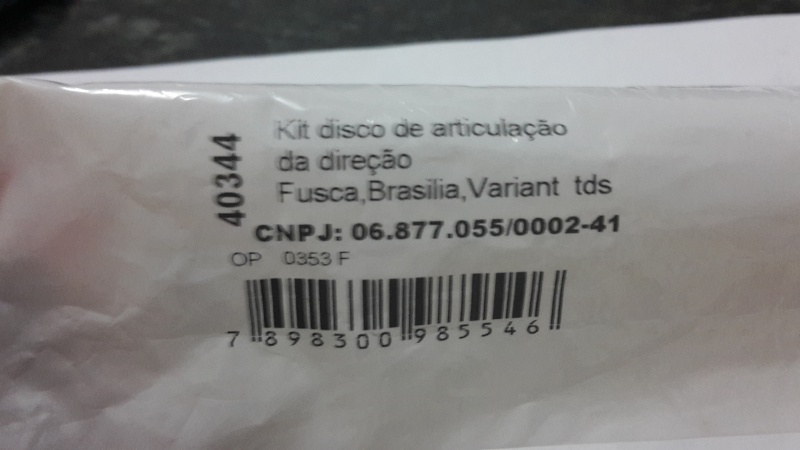 40344
Kit disco de articulação
da direção
Fusca,Brasilia,Variant tds
CNPJ: 06.877.055/0002-41
OP 0353 F
7 898300 985546